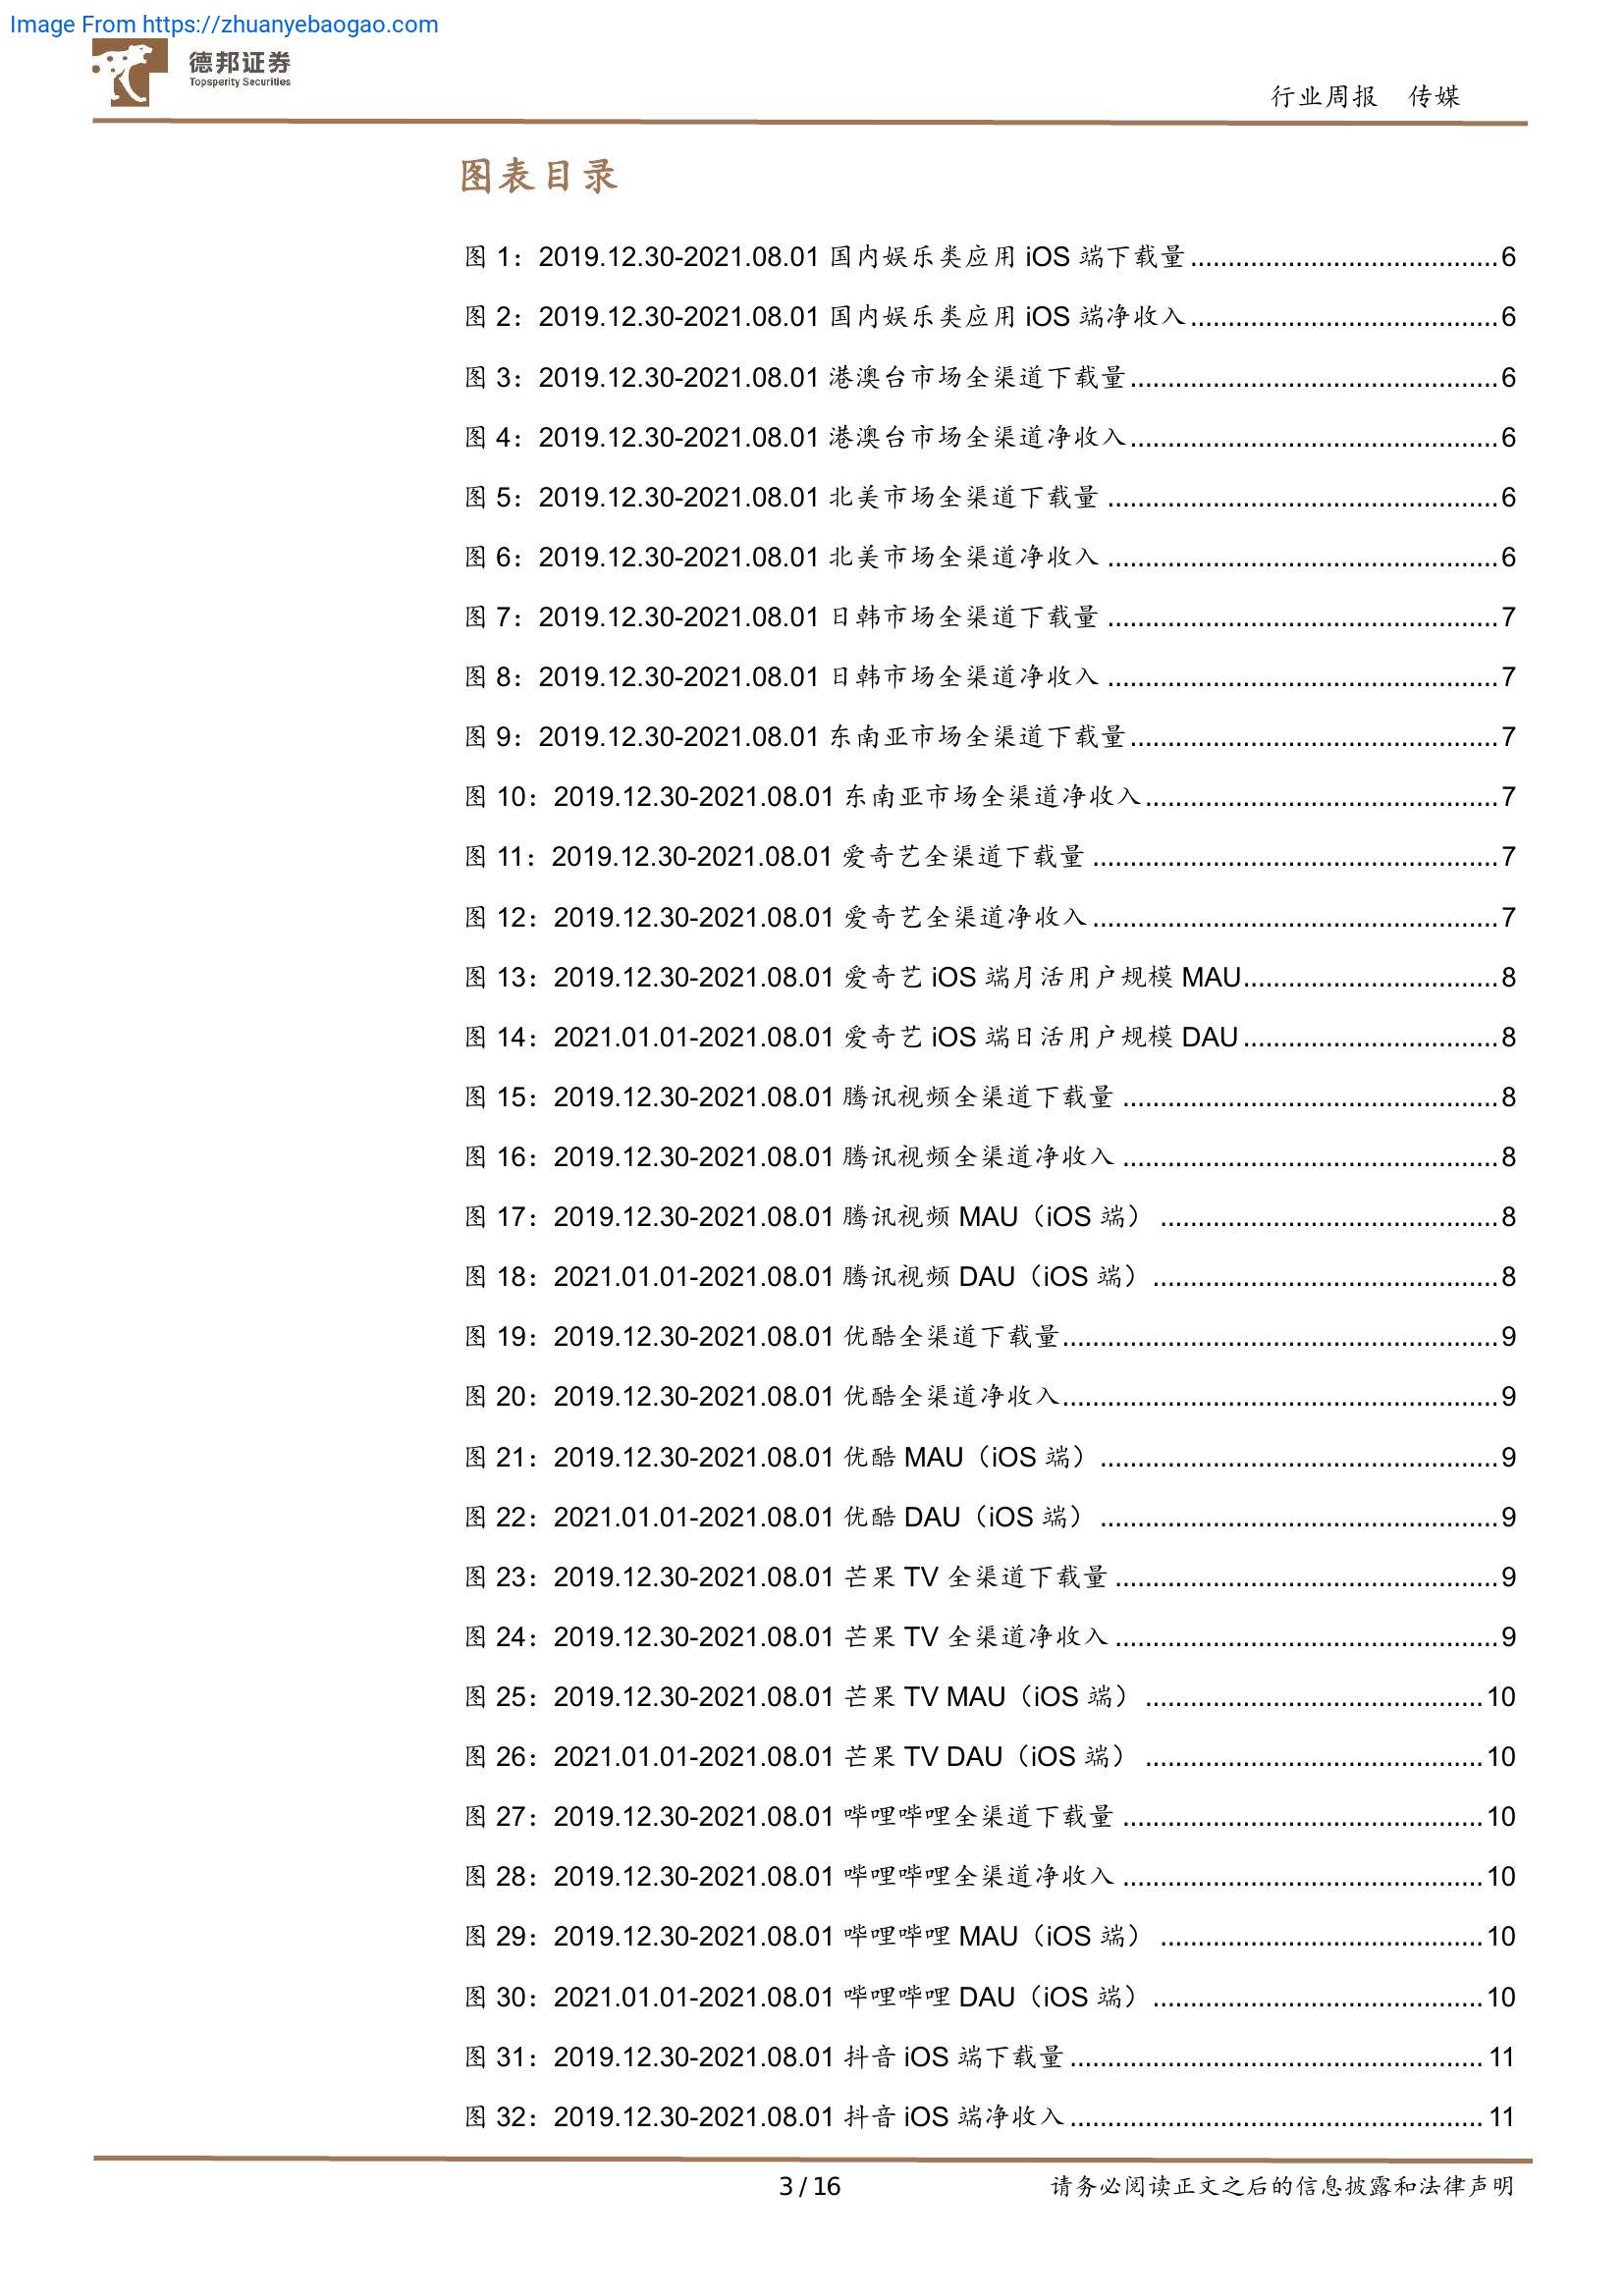 Image From https://zhuanyebaogao.com
德邦证券
Topsperity Securities
行业周报 传媒
图表目录
图 1：2019.12.30-2021.08.01 国内娱乐类应用 iOS 端下载量.........................................6
图 2：2019.12.30-2021.08.01 国内娱乐类应用 iOS 端净收入.........................................6
图 3：2019.12.30-2021.08.01 港澳台市场全渠道下载量.................................................6
图 4：2019.12.30-2021.08.01 港澳台市场全渠道净收入.................................................6
图 5：2019.12.30-2021.08.01 北美市场全渠道下载量 ....................................................6
图 6：2019.12.30-2021.08.01 北美市场全渠道净收入 ....................................................6
图 7：2019.12.30-2021.08.01 日韩市场全渠道下载量 ....................................................7
图 8：2019.12.30-2021.08.01 日韩市场全渠道净收入 ....................................................7
图 9：2019.12.30-2021.08.01 东南亚市场全渠道下载量.................................................7
图 10：2019.12.30-2021.08.01 东南亚市场全渠道净收入...............................................7
图 11：2019.12.30-2021.08.01 爱奇艺全渠道下载量 ......................................................7
图 12：2019.12.30-2021.08.01 爱奇艺全渠道净收入......................................................7
图 13：2019.12.30-2021.08.01 爱奇艺 iOS 端月活用户规模 MAU..................................8
图 14：2021.01.01-2021.08.01 爱奇艺 iOS 端日活用户规模 DAU..................................8
图 15：2019.12.30-2021.08.01 腾讯视频全渠道下载量 ..................................................8
图 16：2019.12.30-2021.08.01 腾讯视频全渠道净收入 ..................................................8
图 17：2019.12.30-2021.08.01 腾讯视频 MAU（iOS 端） .............................................8
图 18：2021.01.01-2021.08.01 腾讯视频 DAU（iOS 端）..............................................8
图 19：2019.12.30-2021.08.01 优酷全渠道下载量..........................................................9
图 20：2019.12.30-2021.08.01 优酷全渠道净收入..........................................................9
图 21：2019.12.30-2021.08.01 优酷 MAU（iOS 端）.....................................................9
图 22：2021.01.01-2021.08.01 优酷 DAU（iOS 端） .....................................................9
图 23：2019.12.30-2021.08.01 芒果 TV 全渠道下载量 ...................................................9
图 24：2019.12.30-2021.08.01 芒果 TV 全渠道净收入 ...................................................9
图 25：2019.12.30-2021.08.01 芒果 TV MAU（iOS 端） .............................................10
图 26：2021.01.01-2021.08.01 芒果 TV DAU（iOS 端） .............................................10
图 27：2019.12.30-2021.08.01 哔哩哔哩全渠道下载量 ................................................10
图 28：2019.12.30-2021.08.01 哔哩哔哩全渠道净收入 ................................................10
图 29：2019.12.30-2021.08.01 哔哩哔哩 MAU（iOS 端） ...........................................10
图 30：2021.01.01-2021.08.01 哔哩哔哩 DAU（iOS 端）............................................10
图 31：2019.12.30-2021.08.01 抖音 iOS 端下载量.......................................................11
图 32：2019.12.30-2021.08.01 抖音 iOS 端净收入.......................................................11
3 / 16
请务必阅读正文之后的信息披露和法律声明